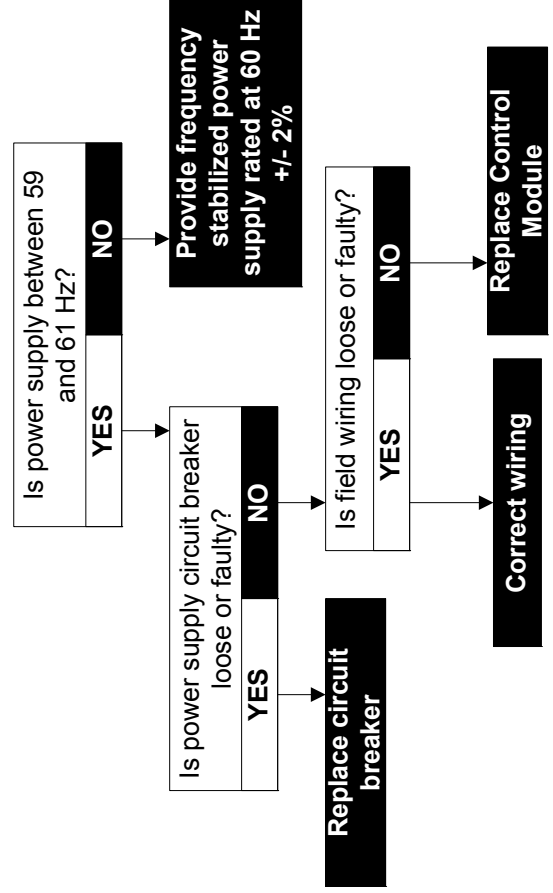 Is power supply between 59
and 61 Hz?
YES
NO
Provide frequency
stabilized power
supply rated at 60 Hz
+/- 2%
Is power supply circuit breaker
loose or faulty?
YES
NO
Replace circuit
breaker
Is field wiring loose or faulty?
YES
NO
Correct wiring
Replace Control
Module